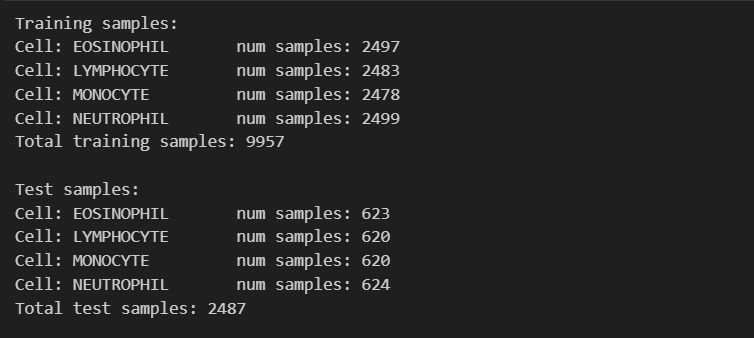 Training samples:
Cell: EOSINOPHIL num samples: 2497
Cell: LYMPHOCYTE num samples: 2483
Cell: MONOCYTE num samples: 2478
Cell: NEUTROPHIL num samples: 2499
Total training samples: 9957
Test samples:
Cell: EOSINOPHIL num samples: 623
Cell: LYMPHOCYTE num samples: 620
Cell: MONOCYTE num samples: 620
Cell: NEUTROPHIL num samples: 624
Total test samples: 2487